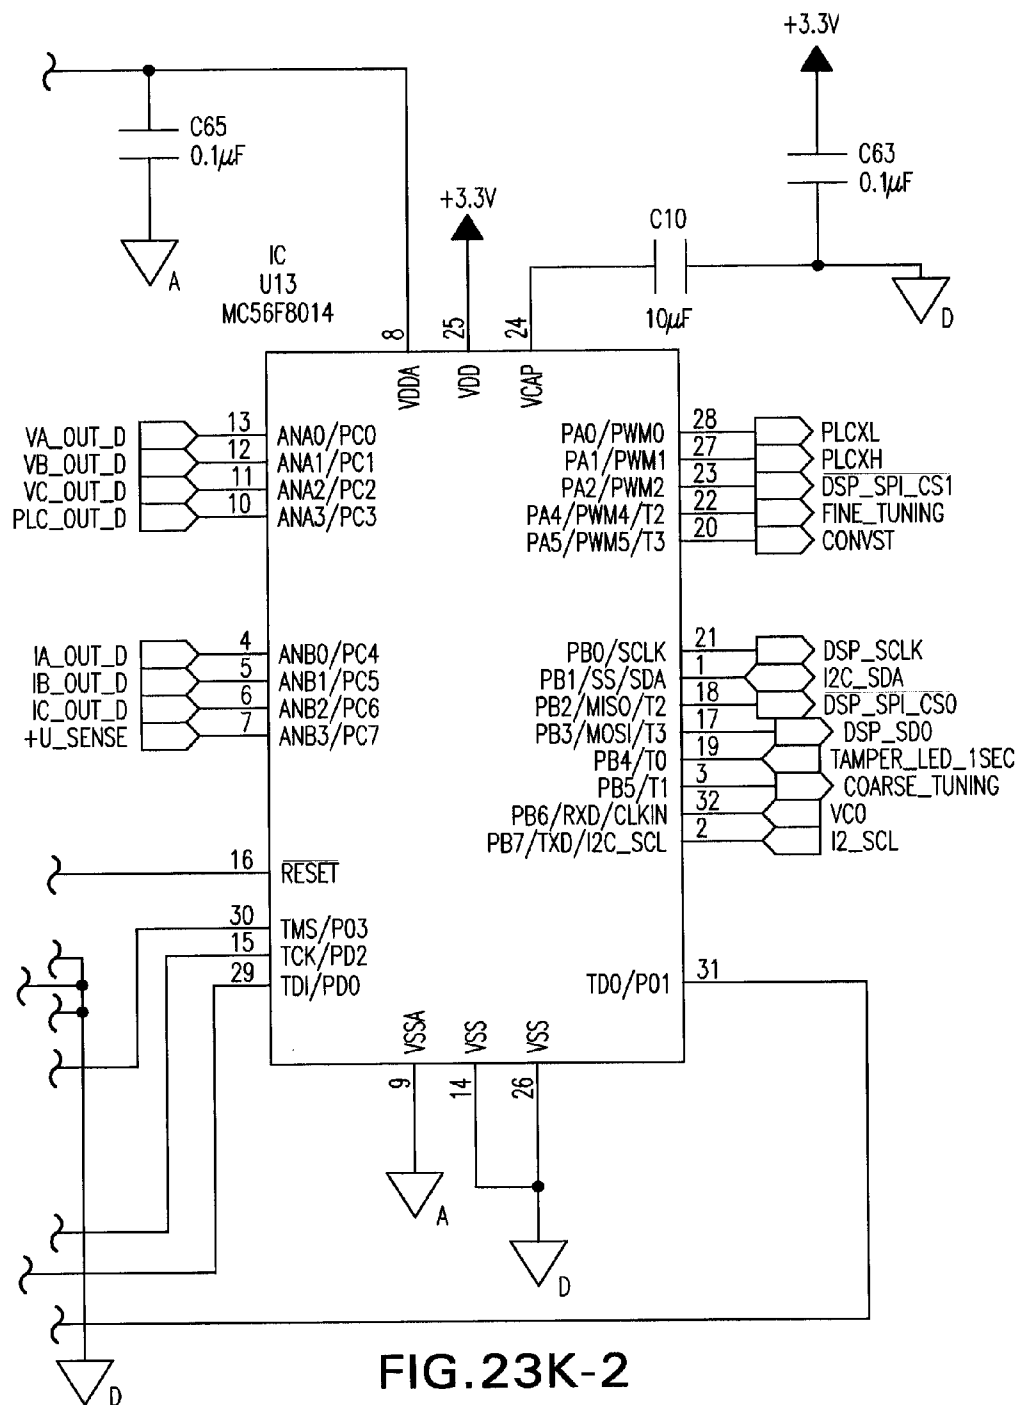 +3.3V
C65
0.1µF
C63
0.1µF
+3.3V
C10
10µF
A
D
IC
U13
MC56F8014
8
25
24
VDDA
VDD
VCAP
VA_OUT_D 13 ANA0/PC0
VB_OUT_D 12 ANA1/PC1
VC_OUT_D 11 ANA2/PC2
PLC_OUT_D 10 ANA3/PC3
PA0/PWM0 28 PLCXL
PA1/PWM1 27 PLCXH
PA2/PWM2 23 DSP_SPI_CS1
PA4/PWM4/T2 22 FINE_TUNING
PA5/PWM5/T3 20 CONVST
IA_OUT_D 4 ANB0/PC4
IB_OUT_D 5 ANB1/PC5
IC_OUT_D 6 ANB2/PC6
+U_SENSE 7 ANB3/PC7
PB0/SCLK 21 DSP_SCLK
PB1/SS/SDA 1 I2C_SDA
PB2/MISO/T2 18 DSP_SPI_CS0
PB3/MOSI/T3 17 DSP_SD0
PB4/T0 19 TAMPER_LED_1SEC
PB5/T1 3 COARSE_TUNING
PB6/RXD/CLKIN 32 VCO
PB7/TXD/I2C_SCL 2 I2_SCL
16 RESET
30 TMS/PO3
15 TCK/PD2
29 TDI/PD0
TDO/PO1 31
VSSA
VSS
VSS
9
14
26
A
D
D
FIG.23K-2